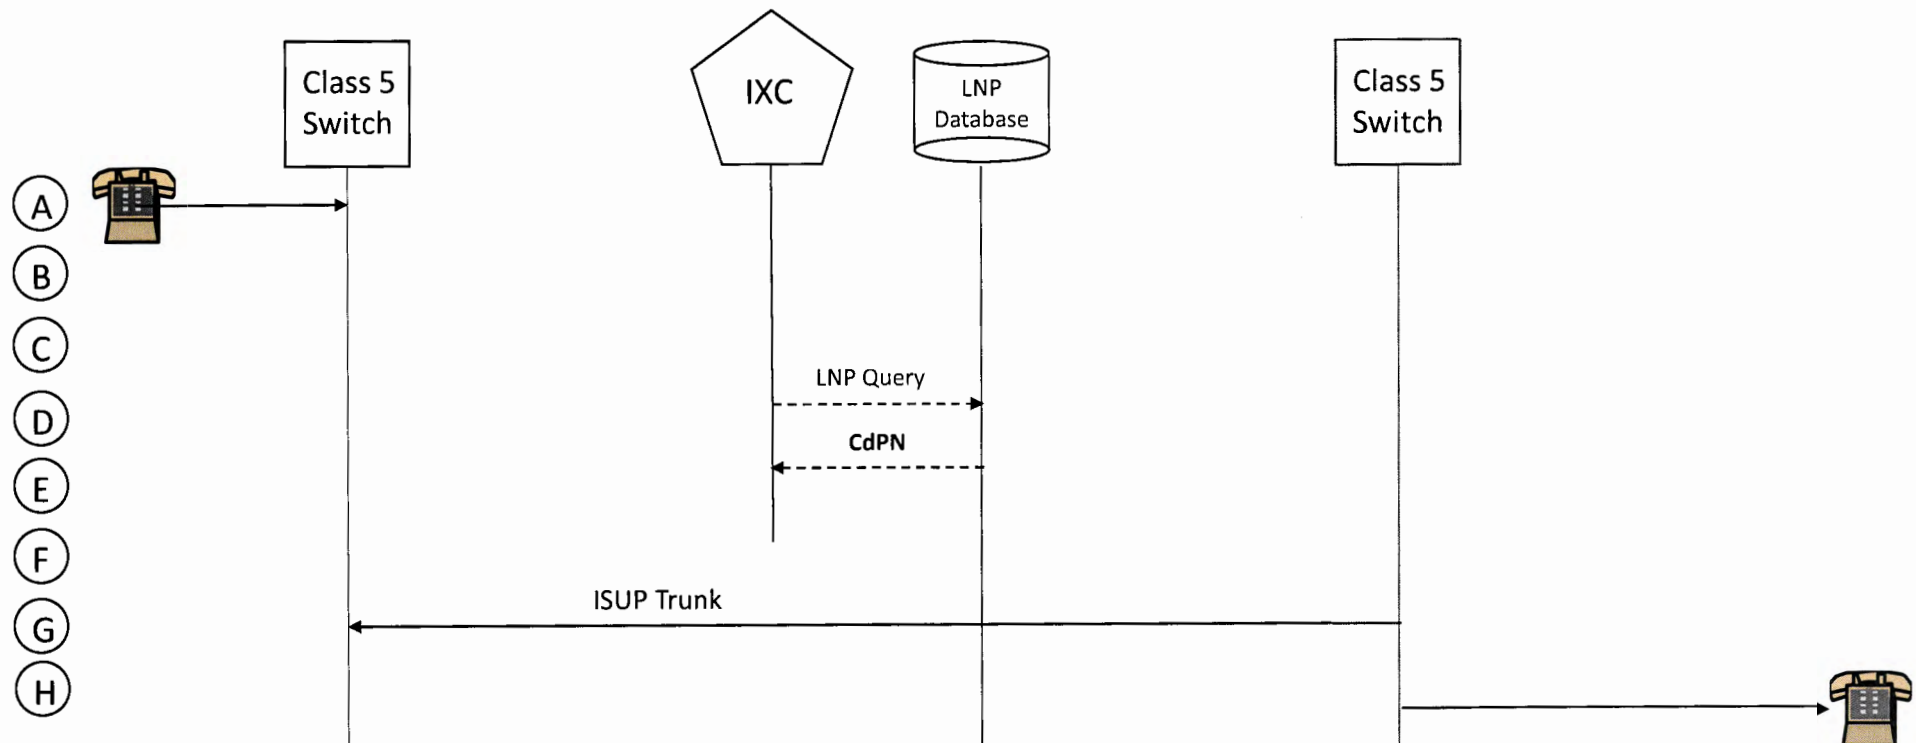 Class 5
Switch
IXC
LNP
Database
Class 5
Switch
A
B
C
LNP Query
D
CdPN
E
F
ISUP Trunk
G
H